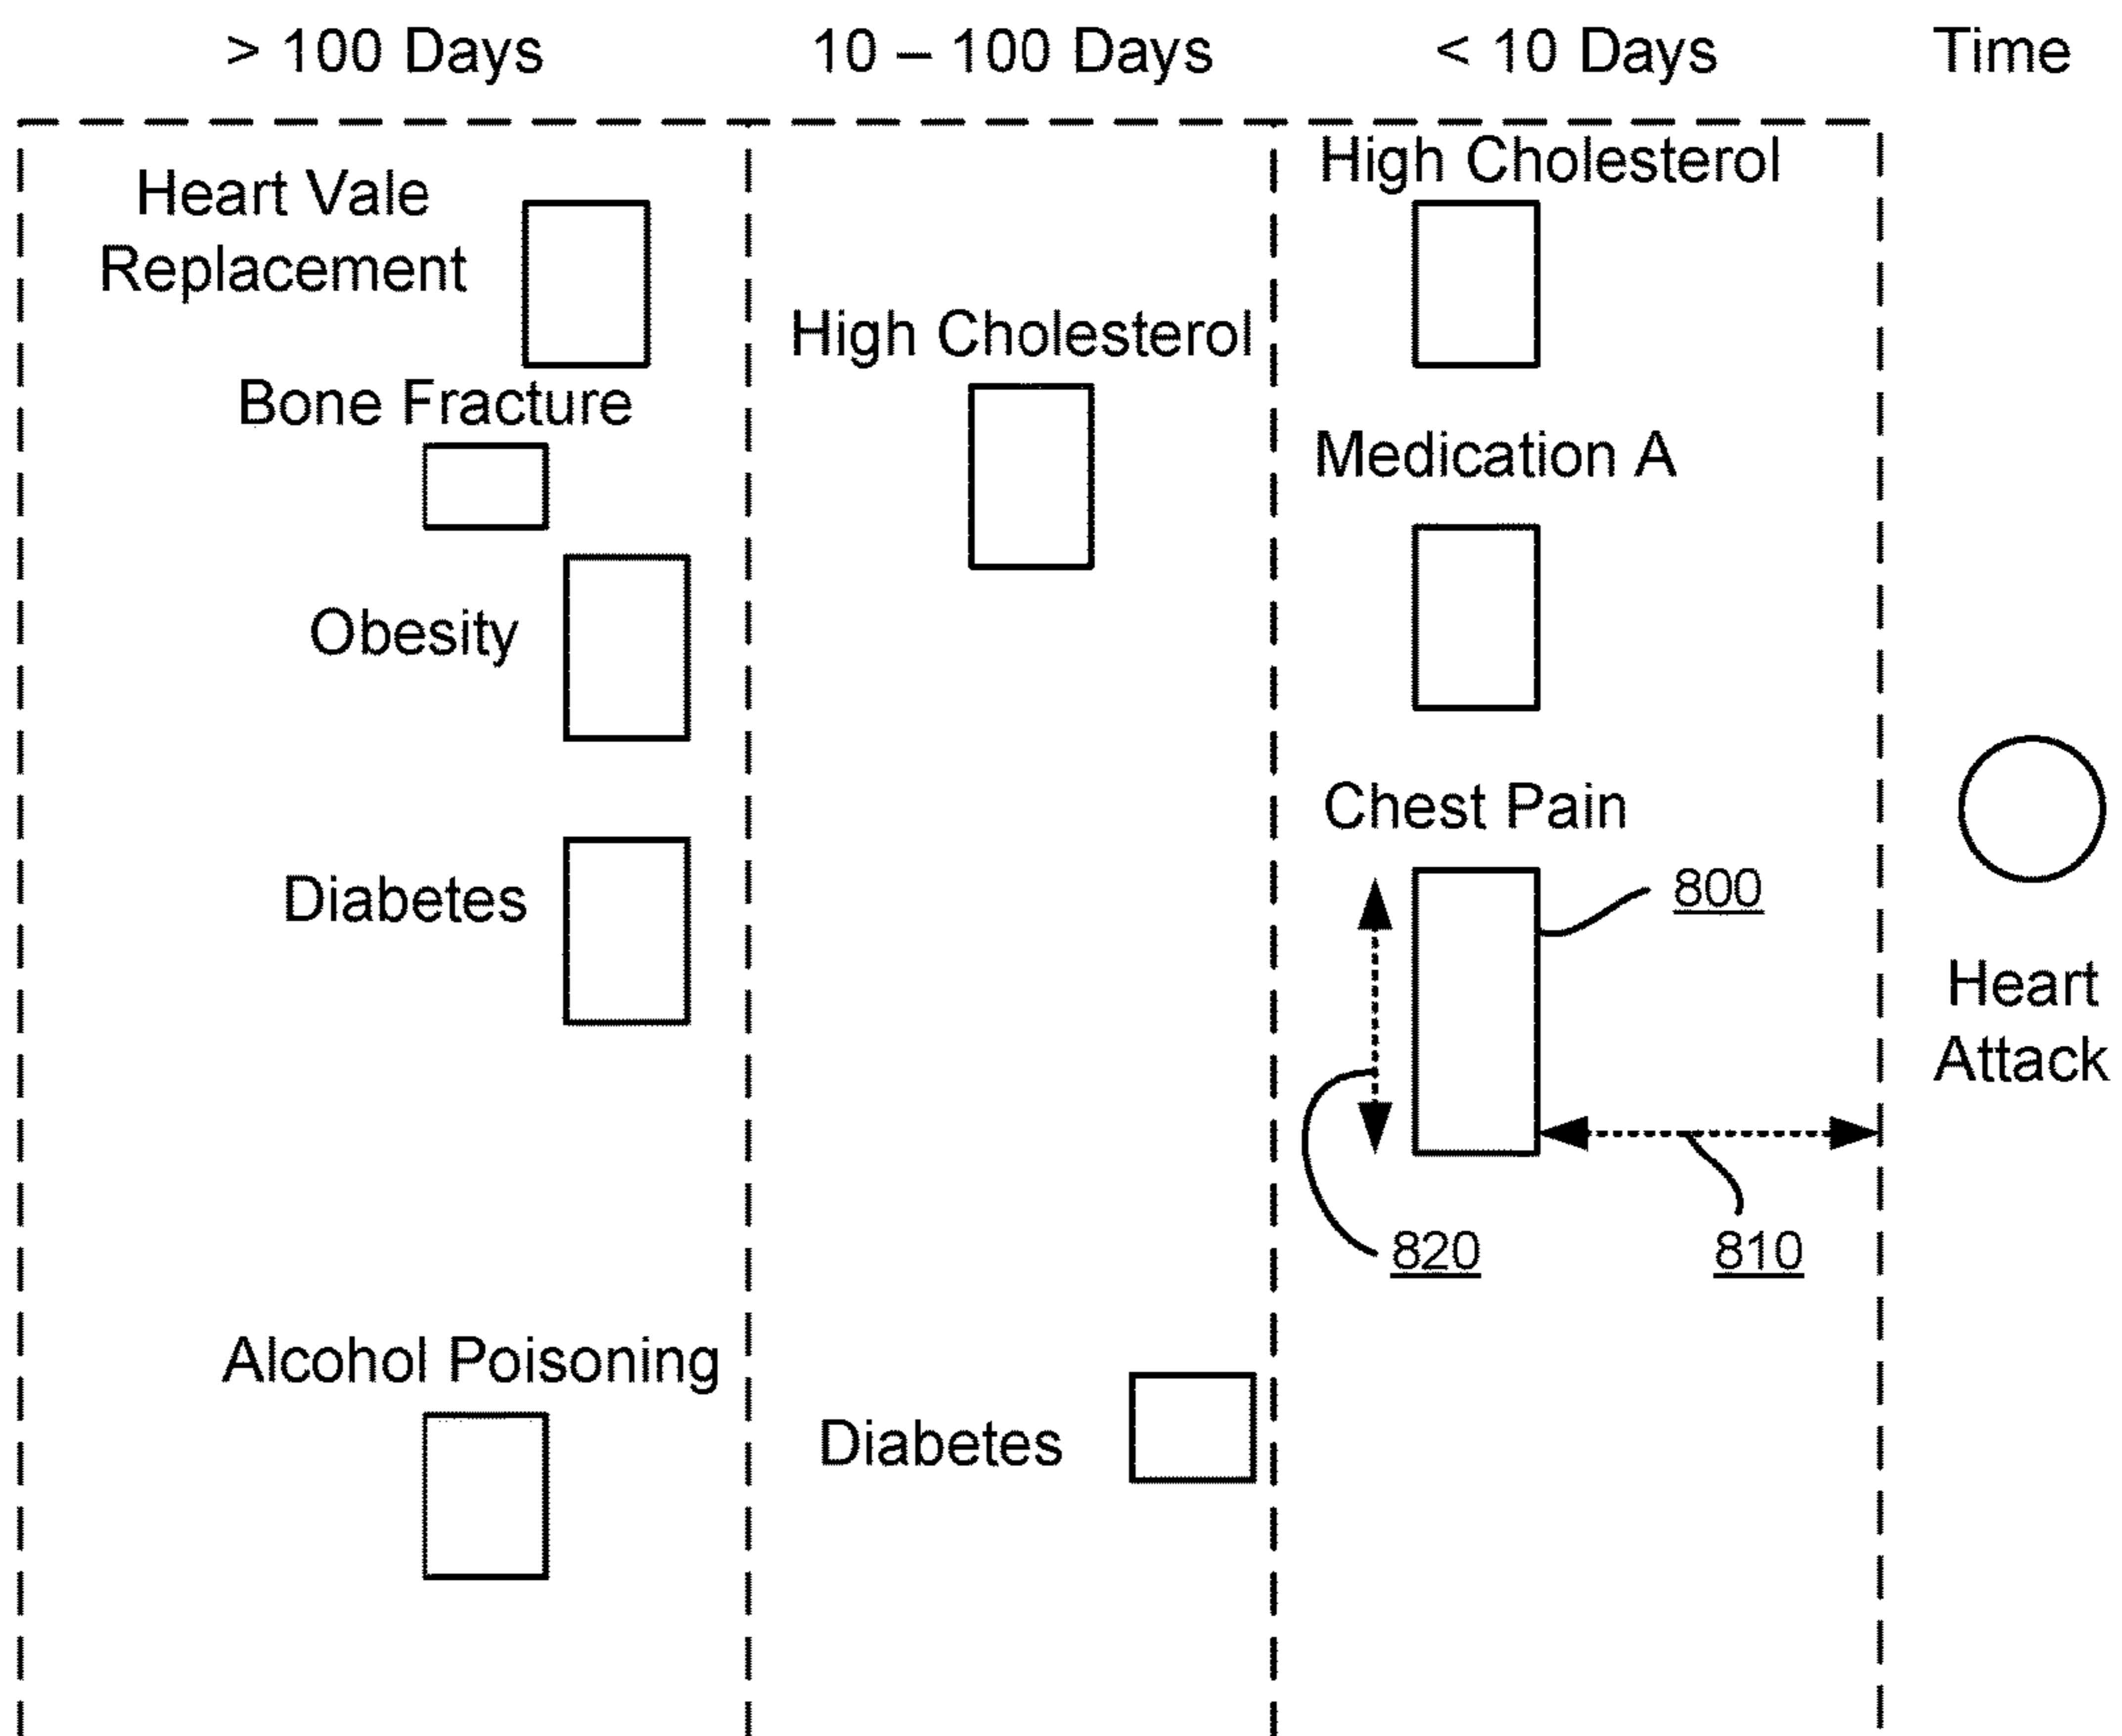 > 100 Days
10 – 100 Days
< 10 Days
Time
Heart Vale
Replacement
Bone Fracture
Obesity
Diabetes
Alcohol Poisoning
High Cholesterol
Diabetes
High Cholesterol
Medication A
Chest Pain
800
820
810
Heart
Attack